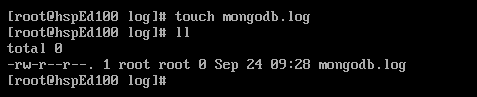 [root@hspEd100 log]# touch mongodb.log
[root@hspEd100 log]# ll
total 0
-rw-r--r--. 1 root root 0 Sep 24 09:28 mongodb.log
[root@hspEd100 log]#